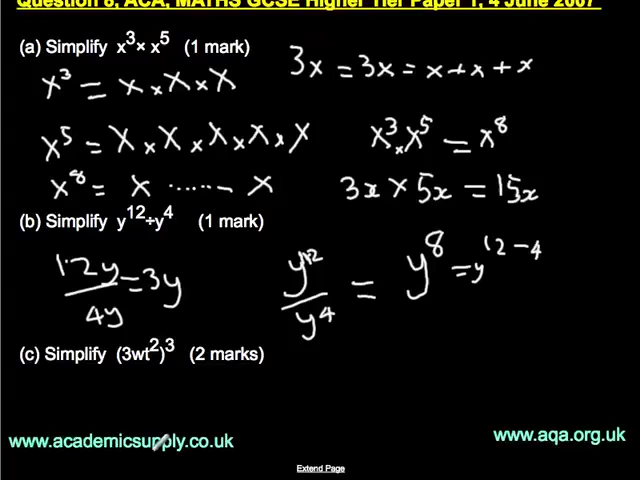 Question 8, ACA, MATHS GCSE Higher Tier Paper 1, 4 June 2007
(a) Simplify x³× x⁵ (1 mark)
3x = 3x = x + x + x
x³ = x × x × x
x⁵ = x × x × x × x × x
x³ × x⁵ = x⁸
x⁸ = x ....... x
3x × 5x = 15x
(b) Simplify y¹²÷y⁴ (1 mark)
12y/4y = 3y
y¹²/y⁴ = y⁸ = y¹²⁻⁴
(c) Simplify (3wt²)³ (2 marks)
www.academicsupply.co.uk
www.aqa.org.uk
Extend Page